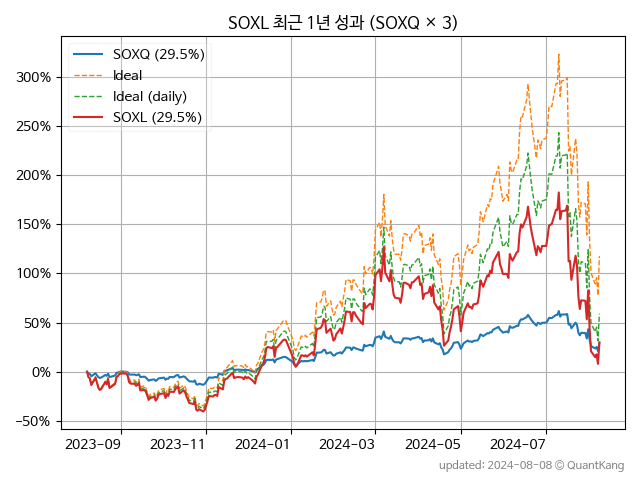 SOXL 최근 1년 성과 (SOXQ × 3)
SOXQ (29.5%)
Ideal
Ideal (daily)
SOXL (29.5%)
300%
250%
200%
150%
100%
50%
0%
−50%
2023-09
2023-11
2024-01
2024-03
2024-05
2024-07
updated: 2024-08-08 © QuantKang